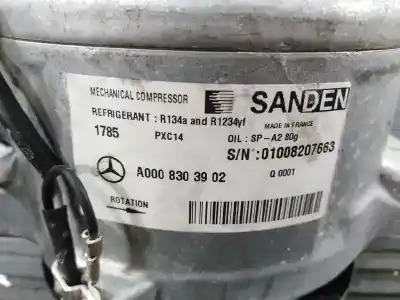 MECHANICAL COMPRESSOR
SANDEN
REFRIGERANT : R134a and R1234yf
MADE IN FRANCE
1785 PXC14 OIL : SP-A2 80g
S/N :01008207663
A000 830 39 02 Q 0001
ROTATION